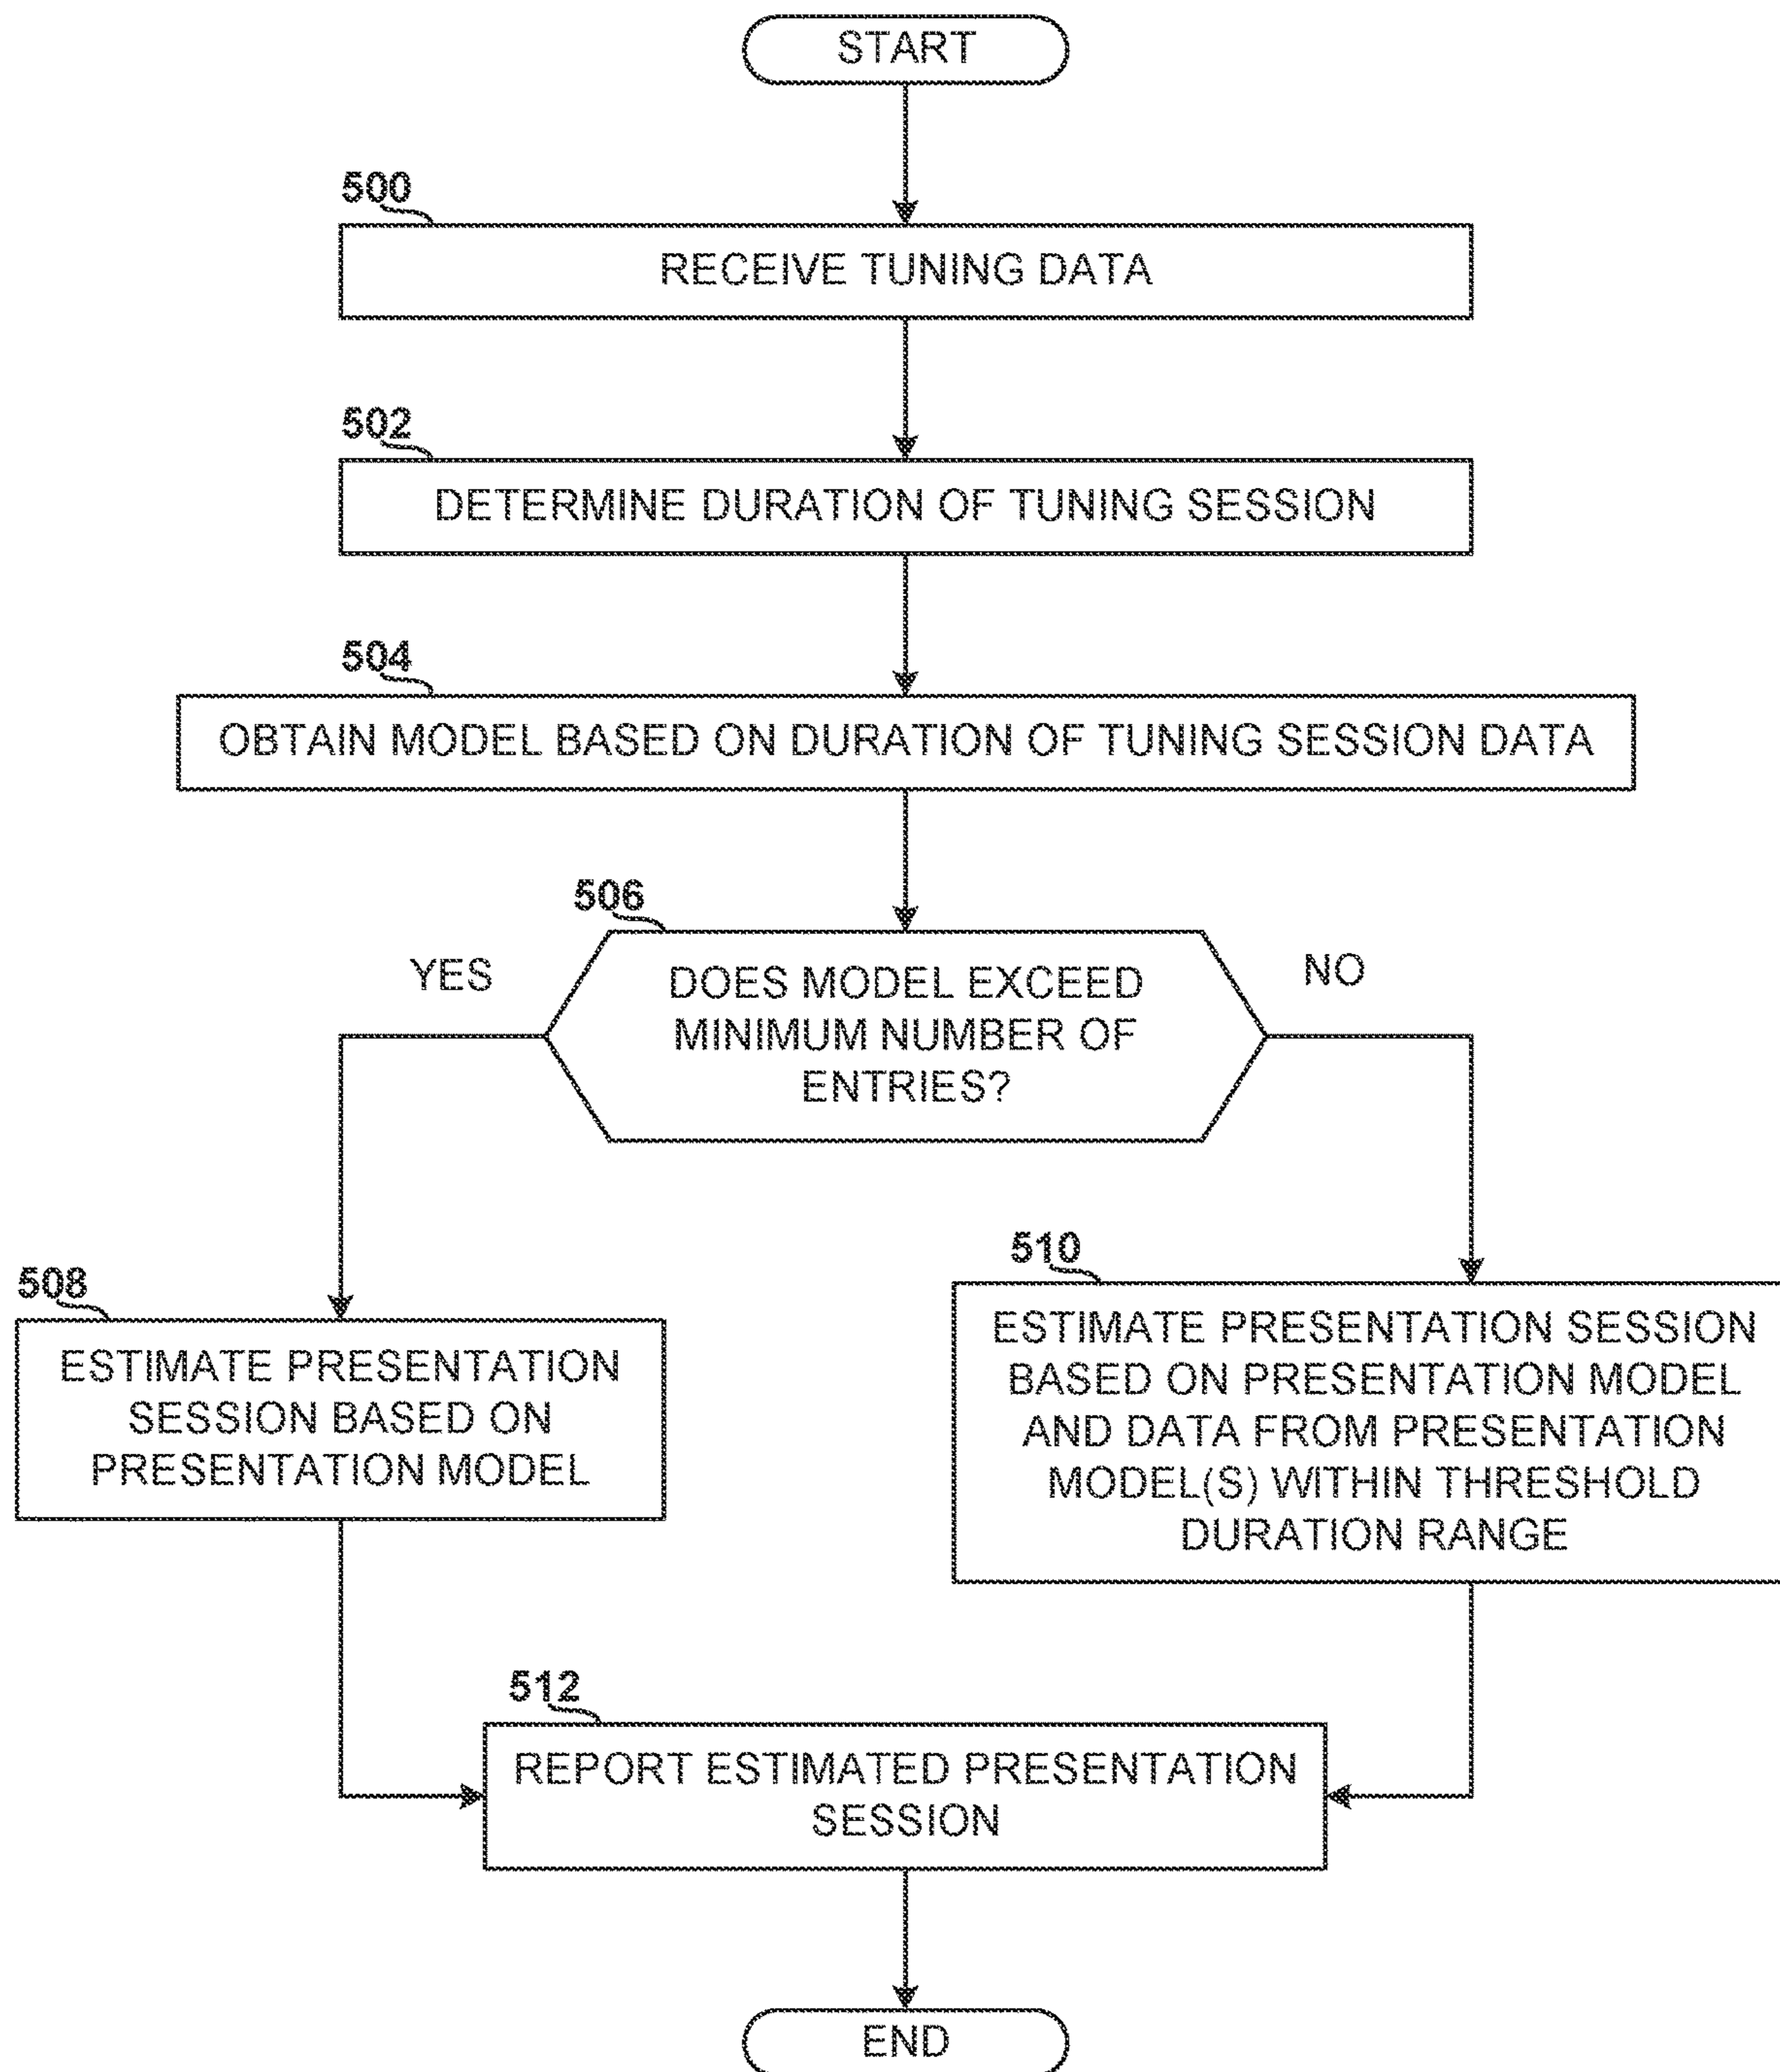 START
500
RECEIVE TUNING DATA
502
DETERMINE DURATION OF TUNING SESSION
504
OBTAIN MODEL BASED ON DURATION OF TUNING SESSION DATA
506
YES
DOES MODEL EXCEED
MINIMUM NUMBER OF
ENTRIES?
NO
508
ESTIMATE PRESENTATION
SESSION BASED ON
PRESENTATION MODEL
510
ESTIMATE PRESENTATION SESSION
BASED ON PRESENTATION MODEL
AND DATA FROM PRESENTATION
MODEL(S) WITHIN THRESHOLD
DURATION RANGE
512
REPORT ESTIMATED PRESENTATION
SESSION
END